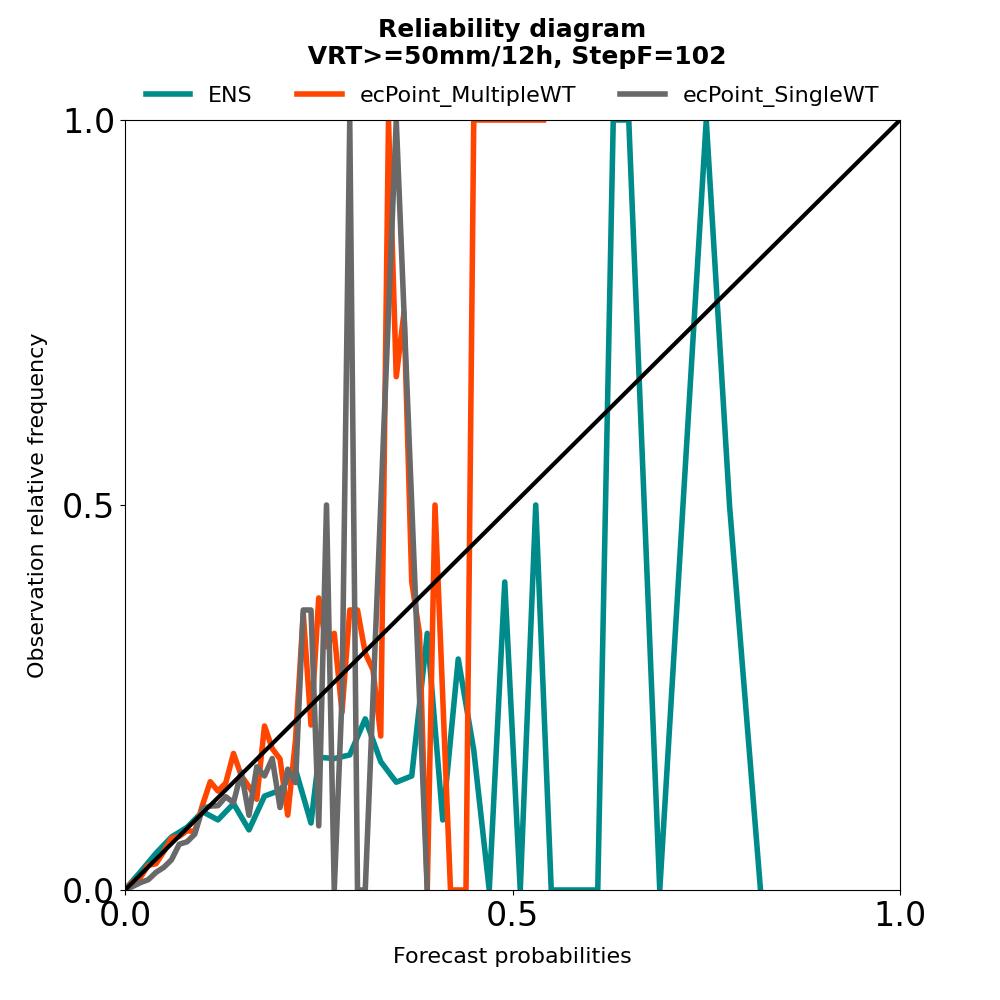 Reliability diagram
VRT>=50mm/12h, StepF=102
ENS ecPoint_MultipleWT ecPoint_SingleWT
1.0
0.5
0.0
Observation relative frequency
0.0 0.5 1.0
Forecast probabilities